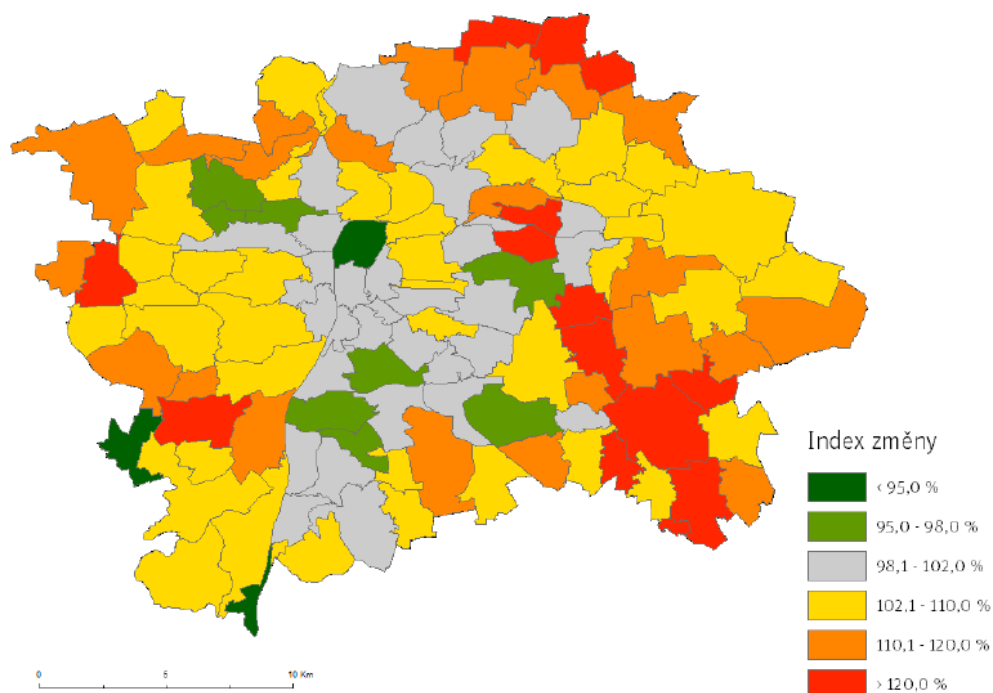 Index změny
< 95,0 %
95,0 - 98,0 %
98,1 - 102,0%
102,1 - 110,0 %
110,1 - 120,0 %
> 120,0 %
0 5 10 Km